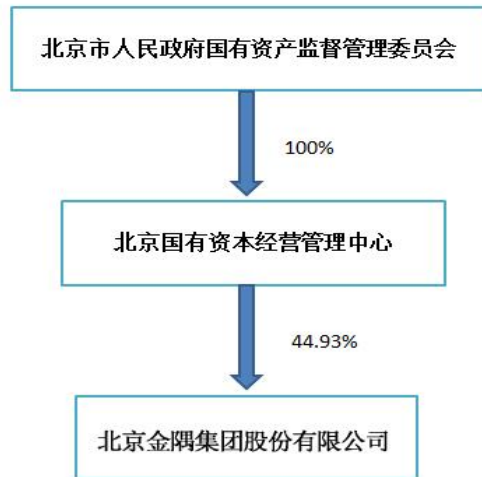 北京市人民政府国有资产监督管理委员会
100%
北京国有资本经营管理中心
44.93%
北京金隅集团股份有限公司